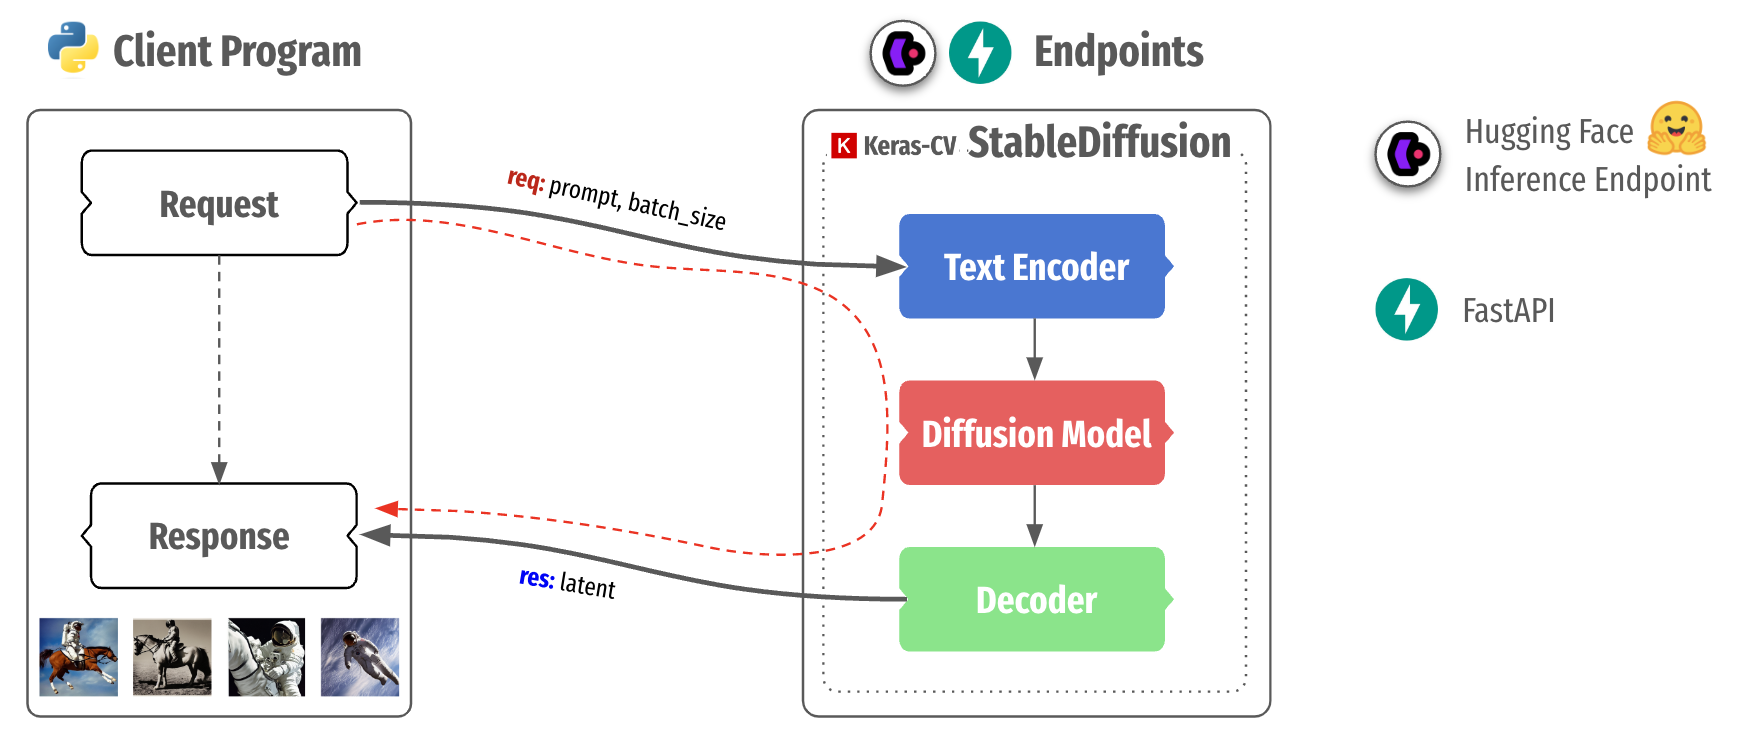 Client Program
Endpoints
Request
req: prompt, batch_size
K Keras-CV StableDiffusion
Text Encoder
Diffusion Model
Decoder
Response
res: latent
Hugging Face
Inference Endpoint
FastAPI